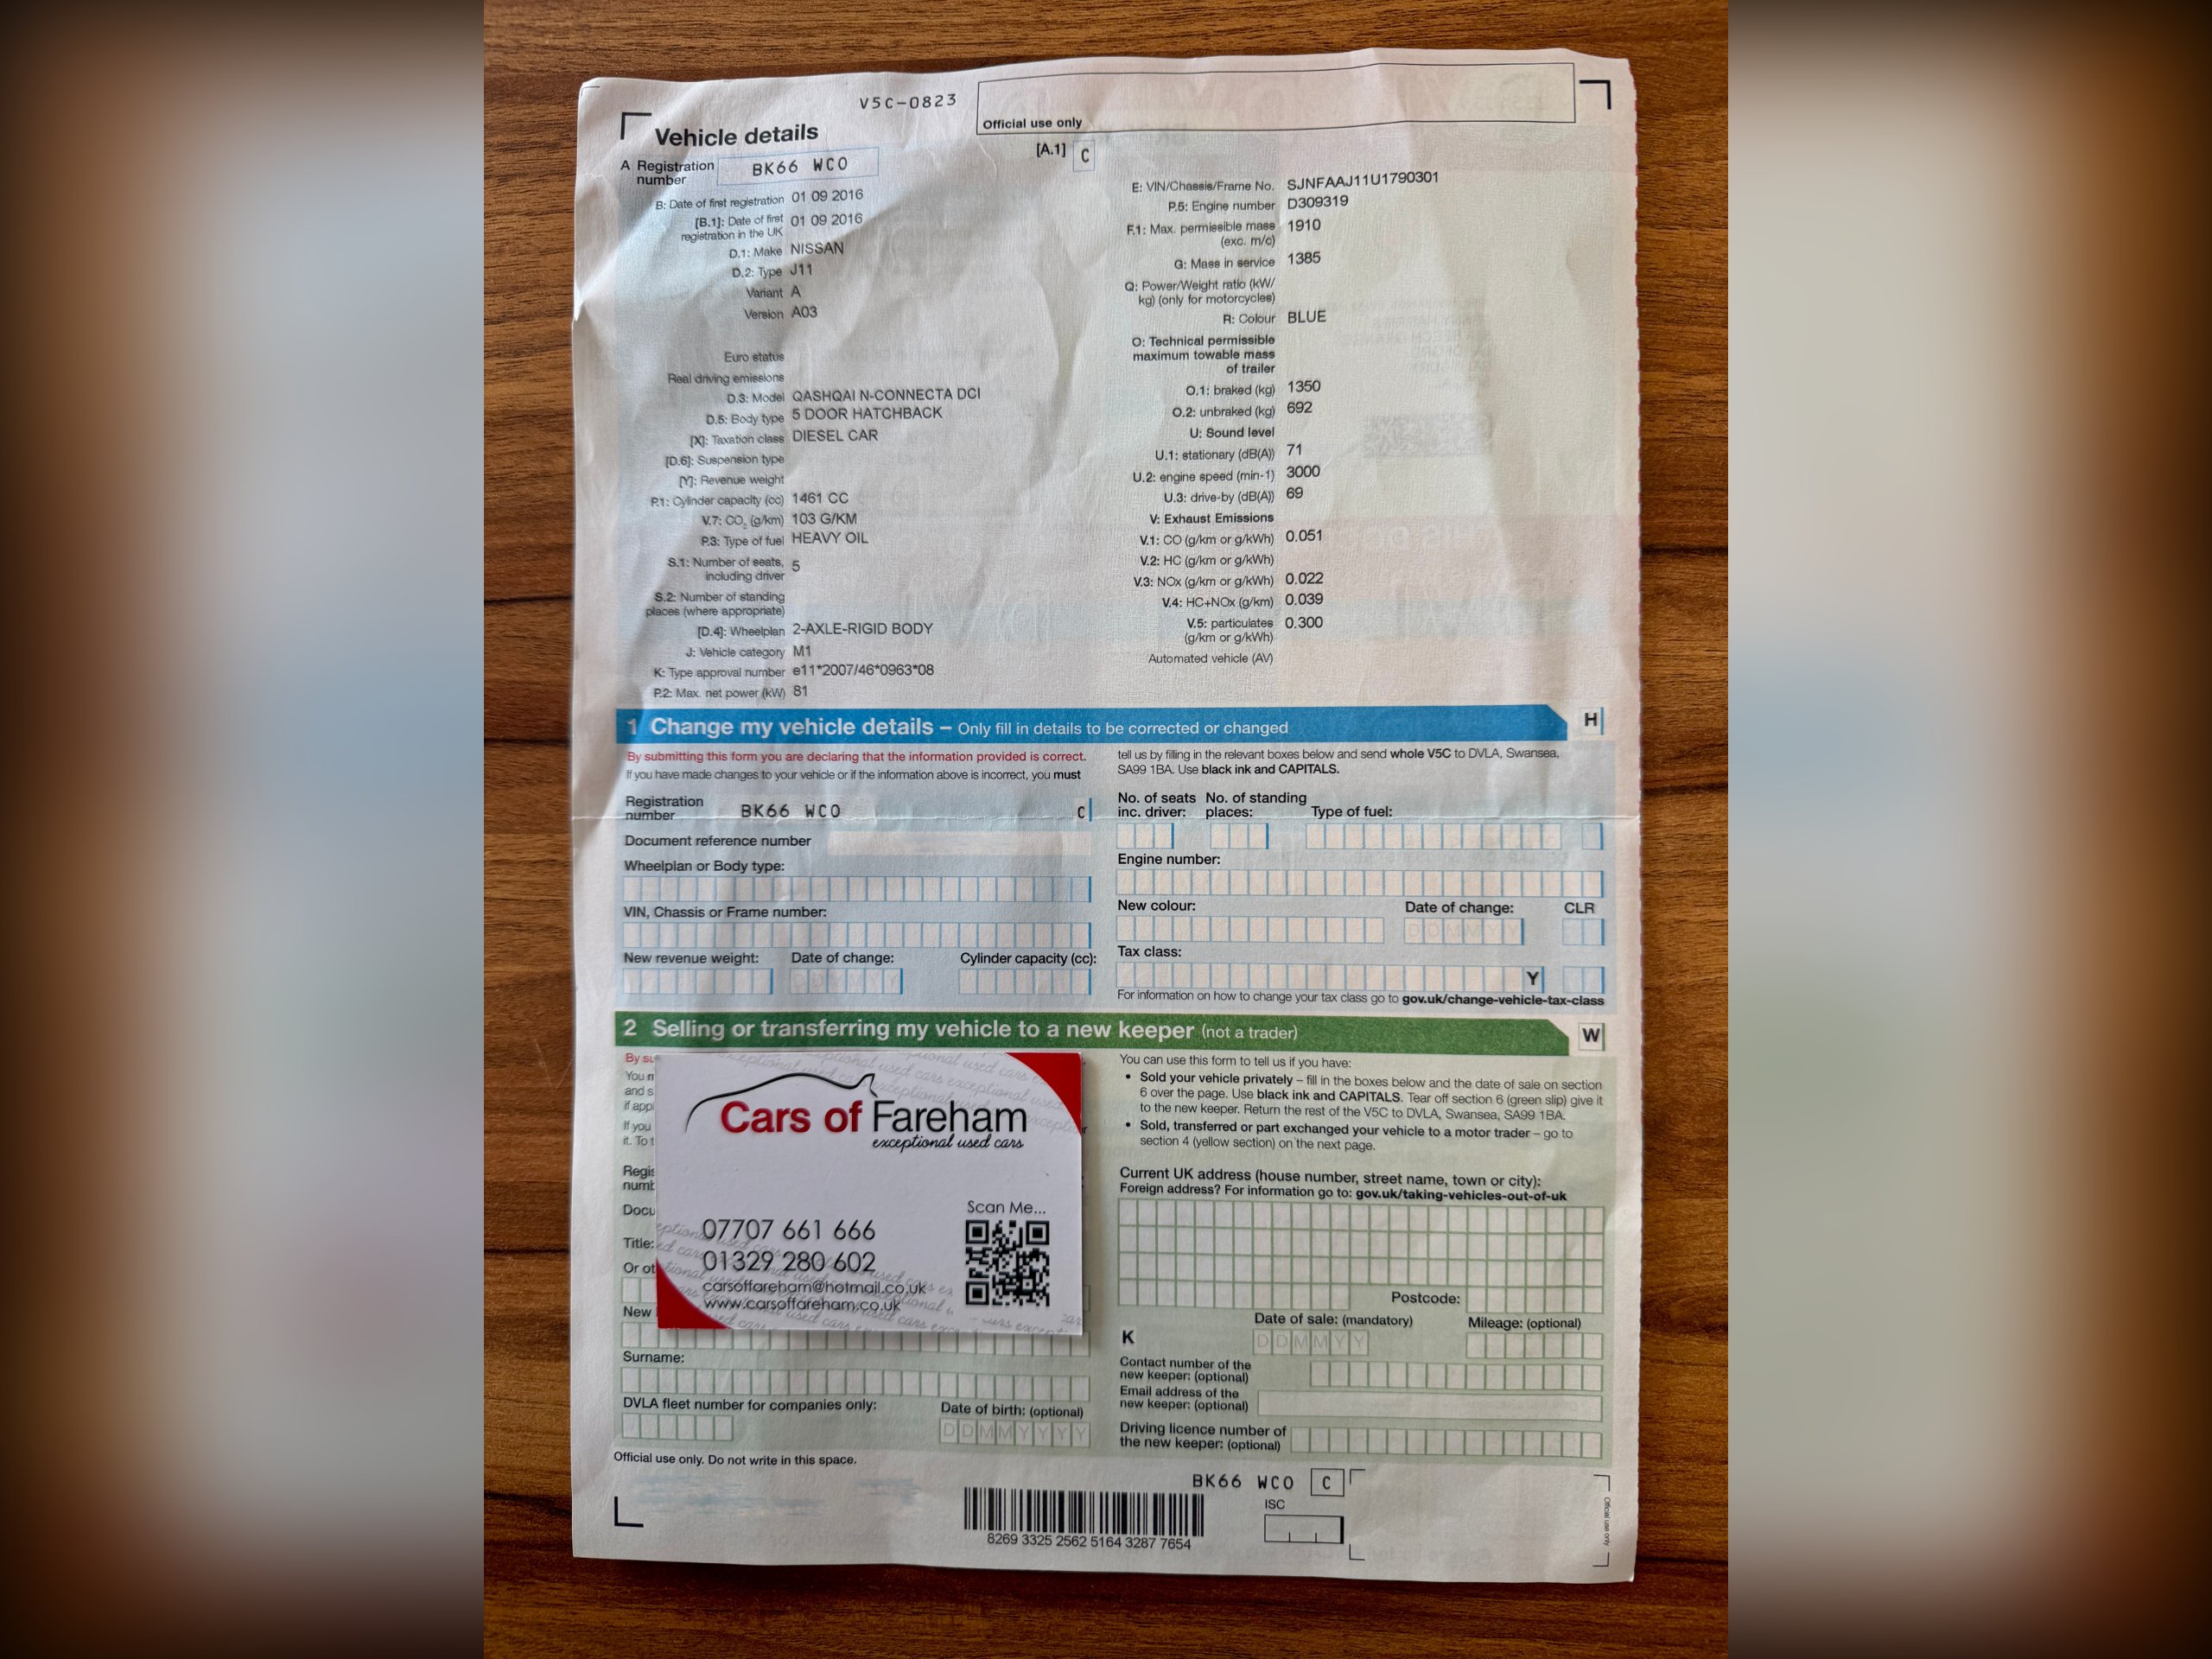 V5C-0823
Official use only
Vehicle details
A Registration number BK66 WCO
[A.1] C
B: Date of first registration 01 09 2016
[B.1]: Date of first registration in the UK 01 09 2016
D.1: Make NISSAN
D.2: Type J11
Variant A
Version A03
Euro status
Real driving emissions
D.3: Model QASHQAI N-CONNECTA DCI
D.5: Body type 5 DOOR HATCHBACK
[X]: Taxation class DIESEL CAR
[D.6]: Suspension type
[Y]: Revenue weight
P.1: Cylinder capacity (cc) 1461 CC
V.7: CO₂ (g/km) 103 G/KM
P.3: Type of fuel HEAVY OIL
S.1: Number of seats, including driver 5
S.2: Number of standing places (where appropriate)
[D.4]: Wheelplan 2-AXLE-RIGID BODY
J: Vehicle category M1
K: Type approval number e11*2007/46*0963*08
P.2: Max. net power (kW) 81
E: VIN/Chassis/Frame No. SJNFAAJ11U1790301
P.5: Engine number D309319
F.1: Max. permissible mass (exc. m/c) 1910
G: Mass in service 1385
Q: Power/Weight ratio (kW/kg) (only for motorcycles)
R: Colour BLUE
O: Technical permissible maximum towable mass of trailer
O.1: braked (kg) 1350
O.2: unbraked (kg) 692
U: Sound level
U.1: stationary (dB(A)) 71
U.2: engine speed (min-1) 3000
U.3: drive-by (dB(A)) 69
V: Exhaust Emissions
V.1: CO (g/km or g/kWh) 0.051
V.2: HC (g/km or g/kWh)
V.3: NOx (g/km or g/kWh) 0.022
V.4: HC+NOx (g/km) 0.039
V.5: particulates (g/km or g/kWh) 0.300
Automated vehicle (AV)
1 Change my vehicle details – Only fill in details to be corrected or changed
H
By submitting this form you are declaring that the information provided is correct.
If you have made changes to your vehicle or if the information above is incorrect, you must
tell us by filling in the relevant boxes below and send whole V5C to DVLA, Swansea,
SA99 1BA. Use black ink and CAPITALS.
Registration number BK66 WCO C
Document reference number
Wheelplan or Body type:
VIN, Chassis or Frame number:
New revenue weight: Date of change: Cylinder capacity (cc):
No. of seats inc. driver: No. of standing places: Type of fuel:
Engine number:
New colour: Date of change: CLR
DDMMYY
Tax class:
Y
For information on how to change your tax class go to gov.uk/change-vehicle-tax-class
2 Selling or transferring my vehicle to a new keeper (not a trader)
W
By su
You m
and s
if app
If you
it. To t
Regis
numb
Docu
Title:
Or ot
New
Cars of Fareham
exceptional used cars
Scan Me...
07707 661 666
01329 280 602
carsoffareham@hotmail.co.uk
www.carsoffareham.co.uk
Surname:
DVLA fleet number for companies only: Date of birth: (optional)
DDMMYYYY
You can use this form to tell us if you have:
• Sold your vehicle privately – fill in the boxes below and the date of sale on section
6 over the page. Use black ink and CAPITALS. Tear off section 6 (green slip) give it
to the new keeper. Return the rest of the V5C to DVLA, Swansea, SA99 1BA.
• Sold, transferred or part exchanged your vehicle to a motor trader – go to
section 4 (yellow section) on the next page.
Current UK address (house number, street name, town or city):
Foreign address? For information go to: gov.uk/taking-vehicles-out-of-uk
Postcode:
Date of sale: (mandatory) Mileage: (optional)
K DDMMYY
Contact number of the new keeper: (optional)
Email address of the new keeper: (optional)
Driving licence number of the new keeper: (optional)
Official use only. Do not write in this space.
BK66 WCO C
ISC
8269 3325 2562 5164 3287 7654
Official use only